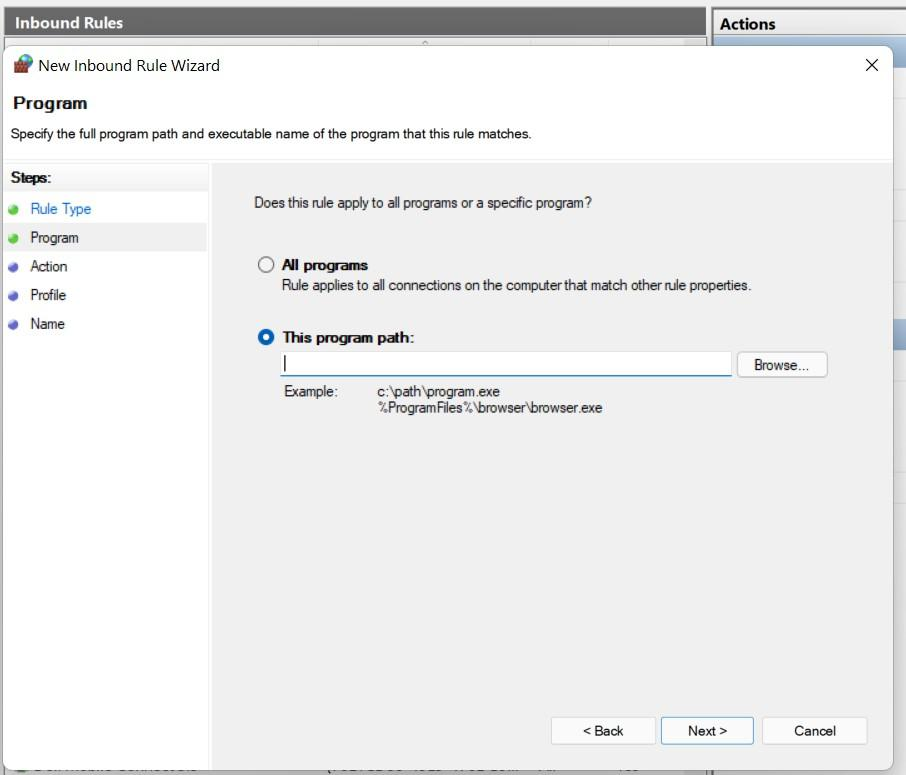 Inbound Rules
Actions
New Inbound Rule Wizard
Program
Specify the full program path and executable name of the program that this rule matches.
Steps:
Rule Type
Program
Action
Profile
Name
Does this rule apply to all programs or a specific program?
All programs
Rule applies to all connections on the computer that match other rule properties.
This program path:
Browse...
Example: c:\path\program.exe
%ProgramFiles%\browser\browser.exe
< Back Next > Cancel